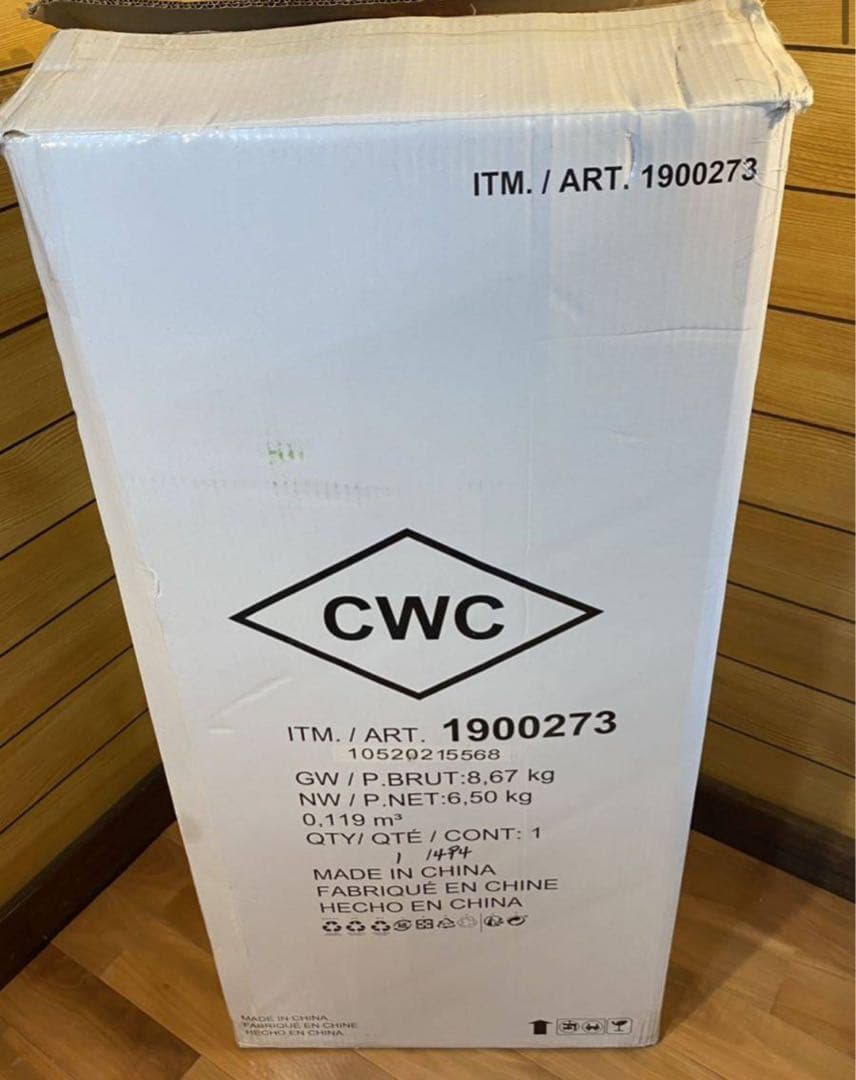 ITM. / ART. 1900273
CWC
ITM. / ART. 1900273
10520215568
GW / P.BRUT:8,67 kg
NW / P.NET:6,50 kg
0,119 m³
QTY/ QTÉ / CONT: 1
1 1494
MADE IN CHINA
FABRIQUÉ EN CHINE
HECHO EN CHINA
MADE IN CHINA
FABRIQUÉ EN CHINE
HECHO EN CHINA